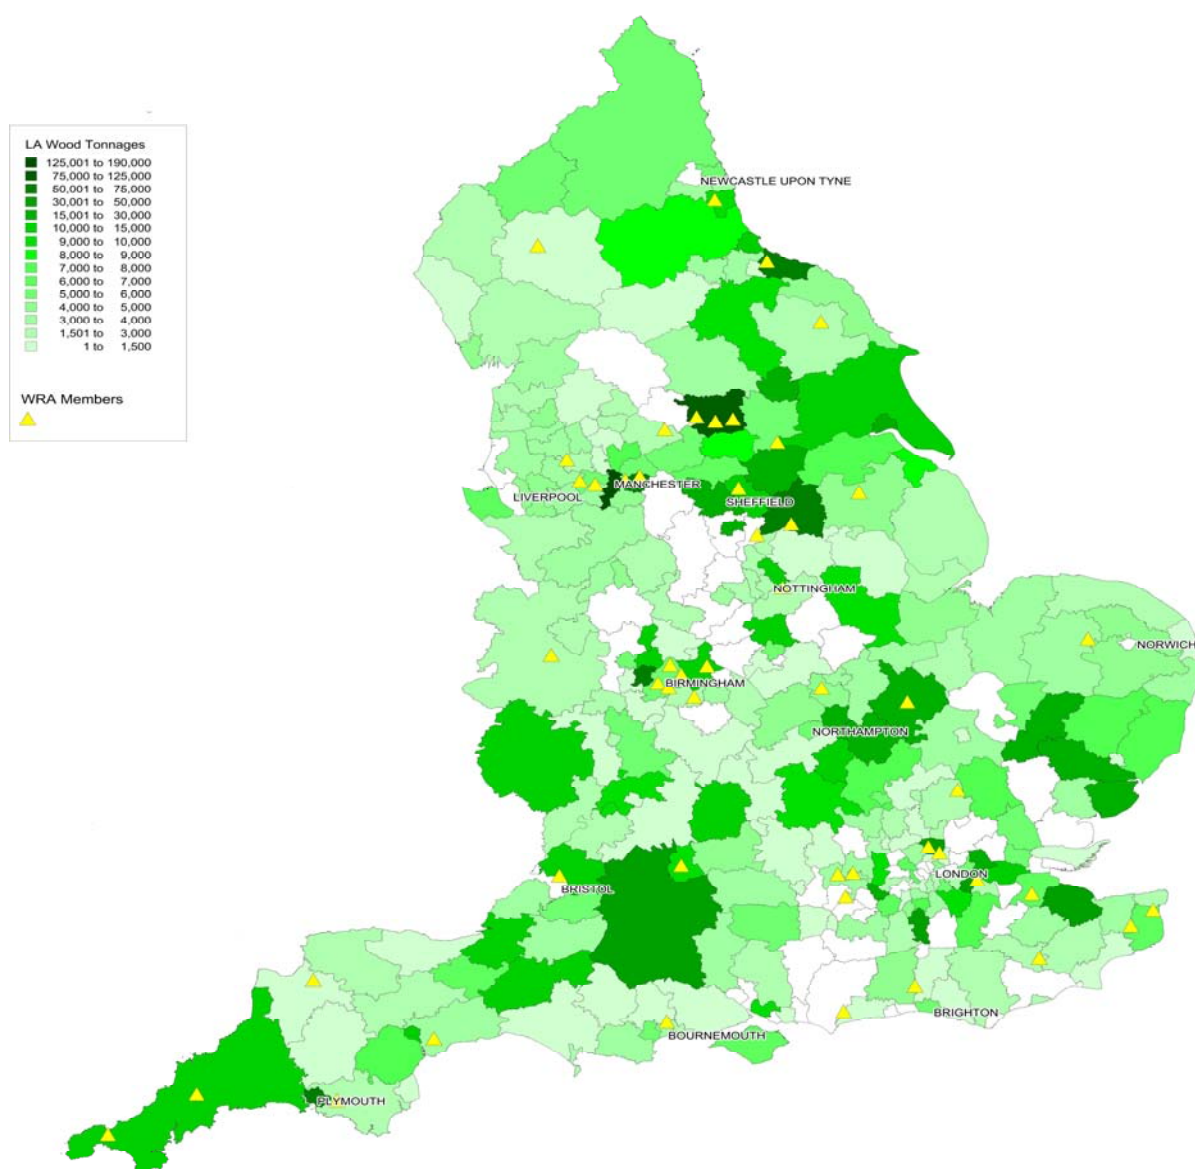 LA Wood Tonnages
125,001 to 190,000
75,000 to 125,000
50,001 to 75,000
30,001 to 50,000
15,001 to 30,000
10,000 to 15,000
9,000 to 10,000
8,000 to 9,000
7,000 to 8,000
6,000 to 7,000
5,000 to 6,000
4,000 to 5,000
3,000 to 4,000
1,501 to 3,000
1 to 1,500
WRA Members
NEWCASTLE UPON TYNE
MANCHESTER
LIVERPOOL
SHEFFIELD
NOTTINGHAM
NORWICH
BIRMINGHAM
NORTHAMPTON
LONDON
BRISTOL
BRIGHTON
BOURNEMOUTH
PLYMOUTH